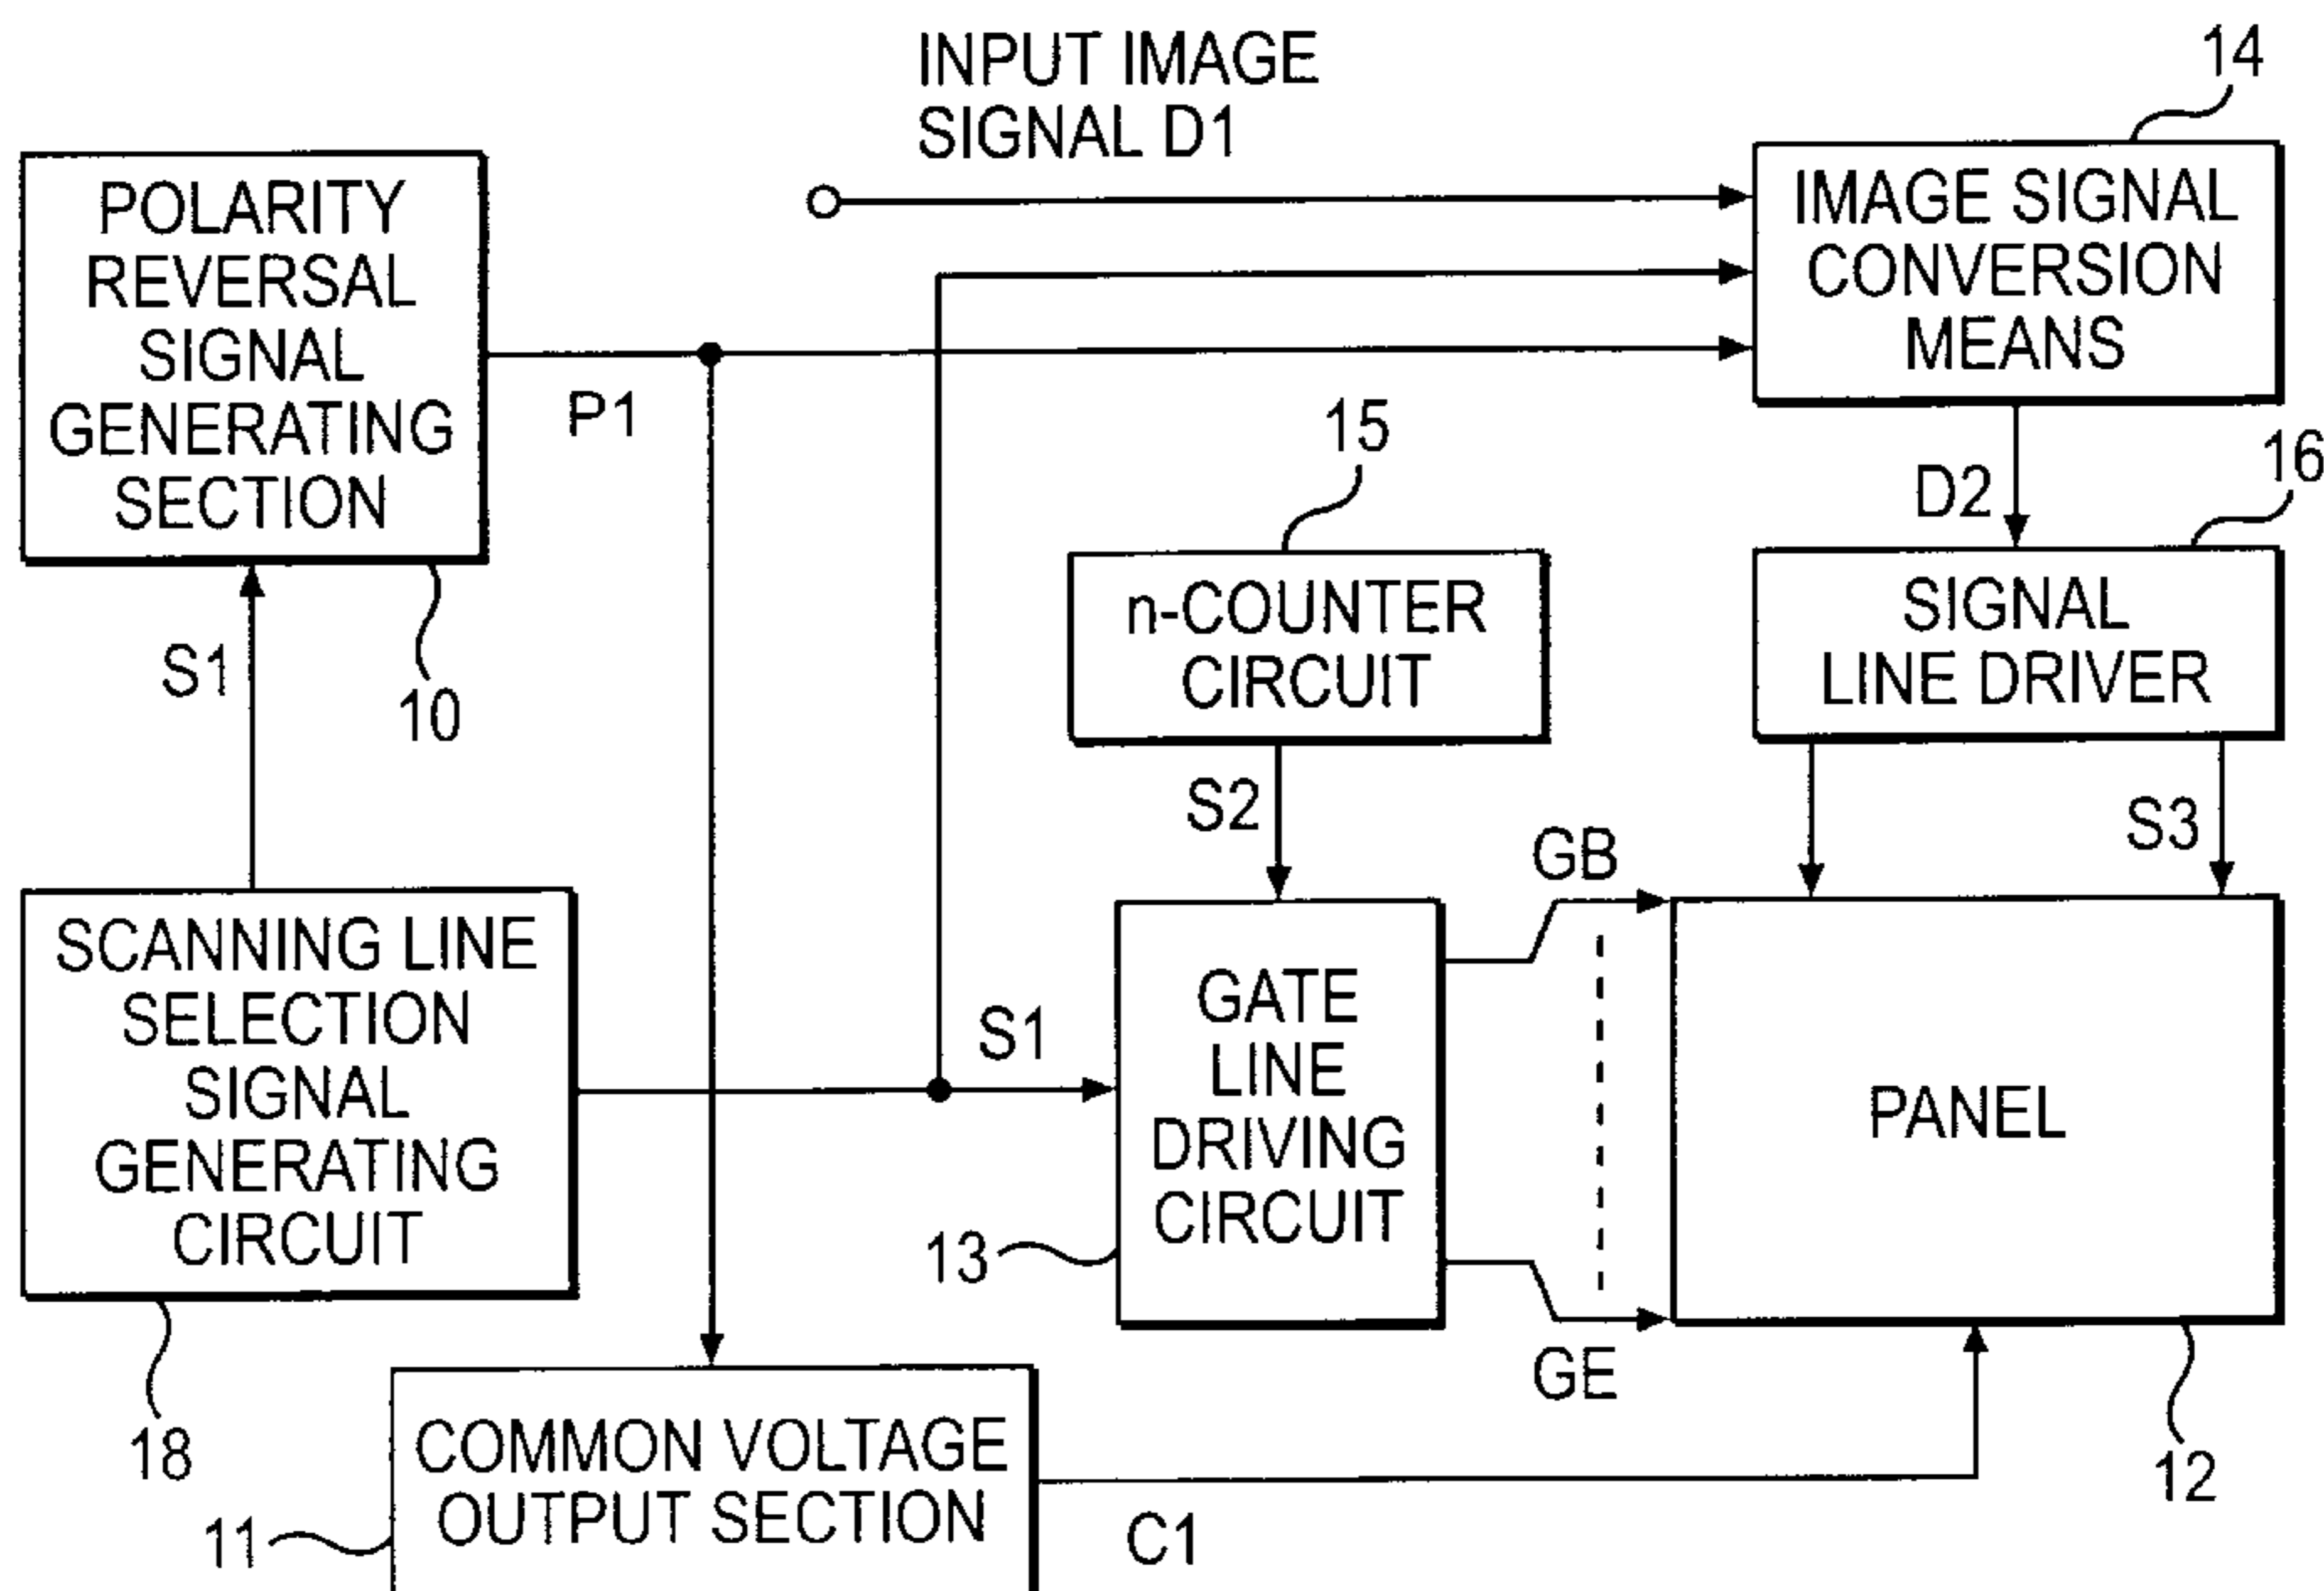 INPUT IMAGE
SIGNAL D1
14
POLARITY
REVERSAL
SIGNAL
GENERATING
SECTION
IMAGE SIGNAL
CONVERSION
MEANS
P1
15
D2
16
n-COUNTER
CIRCUIT
SIGNAL
LINE DRIVER
S1
10
S2
GB
S3
SCANNING LINE
SELECTION
SIGNAL
GENERATING
CIRCUIT
S1
GATE
LINE
DRIVING
CIRCUIT
PANEL
13
GE
18
12
COMMON VOLTAGE
OUTPUT SECTION
11
C1